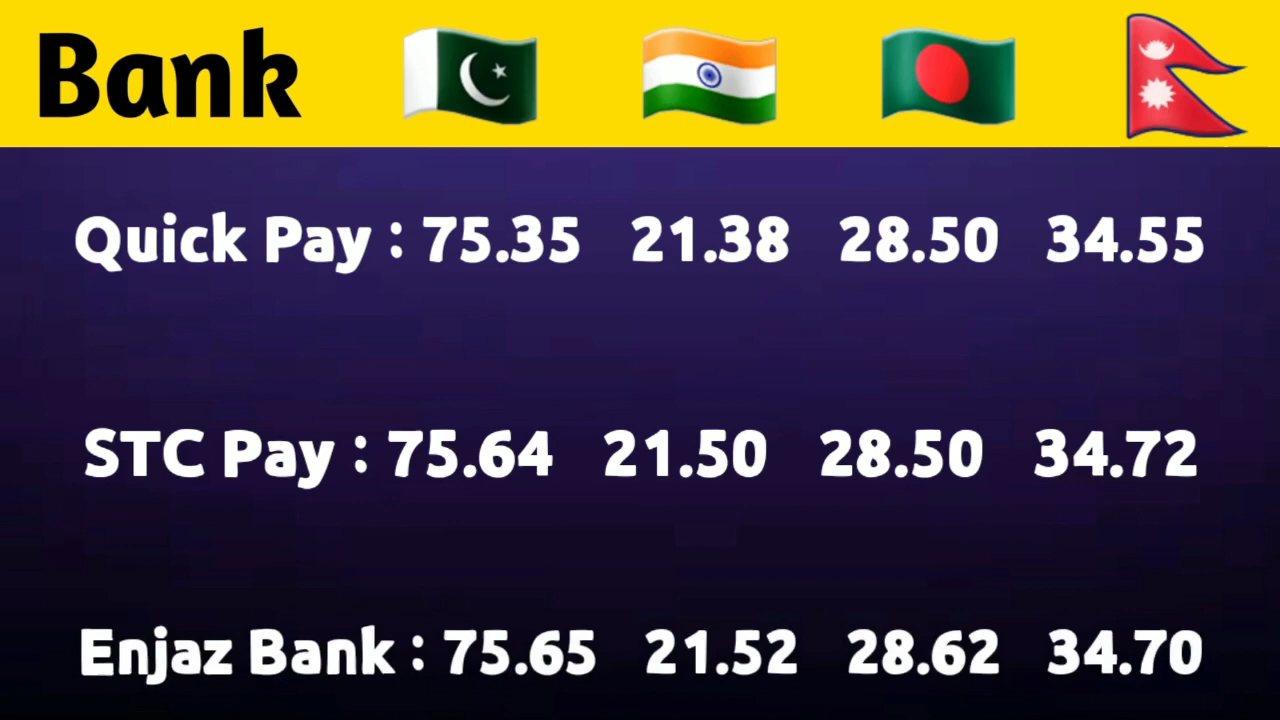 Bank
Quick Pay : 75.35 21.38 28.50 34.55
STC Pay : 75.64 21.50 28.50 34.72
Enjaz Bank : 75.65 21.52 28.62 34.70